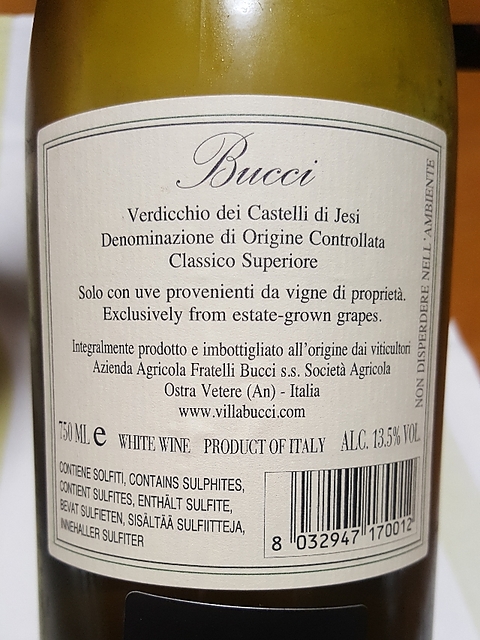 Bucci
Verdicchio dei Castelli di Jesi
Denominazione di Origine Controllata
Classico Superiore
Solo con uve provenienti da vigne di proprietà.
Exclusively from estate-grown grapes.
Integralmente prodotto e imbottigliato all'origine dai viticultori
Azienda Agricola Fratelli Bucci s.s. Società Agricola
Ostra Vetere (An) - Italia
www.villabucci.com
750 ML e WHITE WINE PRODUCT OF ITALY ALC. 13.5% VOL.
CONTIENE SOLFITI, CONTAINS SULPHITES,
CONTIENT SULFITES, ENTHÄLT SULFITE,
BEVAT SULFIETEN, SISÄLTÄÄ SULFIITTEJA,
INNEHALLER SULFITER
8 032947 170012
NON DISPERDERE NELL'AMBIENTE